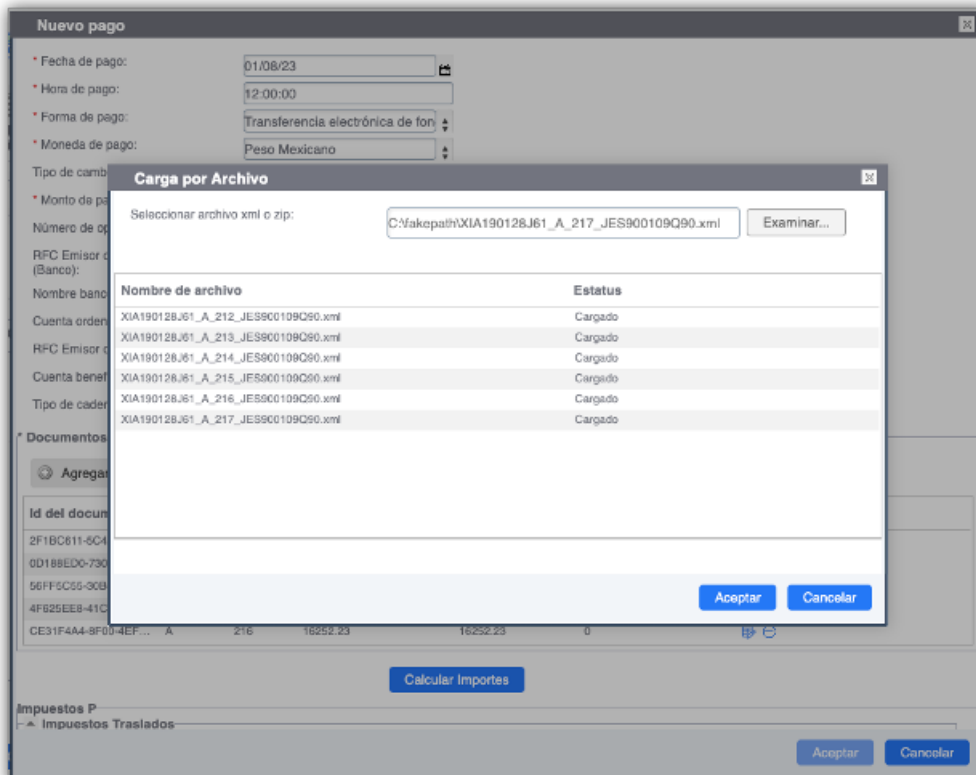 Nuevo pago
* Fecha de pago: 01/08/23
* Hora de pago: 12:00:00
* Forma de pago: Transferencia electrónica de fon
* Moneda de pago: Peso Mexicano
Tipo de camb
* Monto de pa
Número de op
RFC Emisor
(Banco):
Nombre banc
Cuenta orden
RFC Emisor
Cuenta benef
Tipo de cader
Carga por Archivo
Seleccionar archivo xml o zip: C:\fakepath\XIA190128J61_A_217_JES900109Q90.xml Examinar...
Nombre de archivo Estatus
XIA190128J61_A_212_JES900109Q90.xml Cargado
XIA190128J61_A_213_JES900109Q90.xml Cargado
XIA190128J61_A_214_JES900109Q90.xml Cargado
XIA190128J61_A_215_JES900109Q90.xml Cargado
XIA190128J61_A_216_JES900109Q90.xml Cargado
XIA190128J61_A_217_JES900109Q90.xml Cargado
Aceptar Cancelar
* Documentos
Agregar
Id del docum
2F1BC611-5C4
0D188ED0-730
56FF5C55-30B
4F625EE8-41C
CE31F4A4-8F00-4EF... A 216 16252.23 16252.23 0
Calcular Importes
Impuestos P
Impuestos Traslados
Aceptar Cancelar